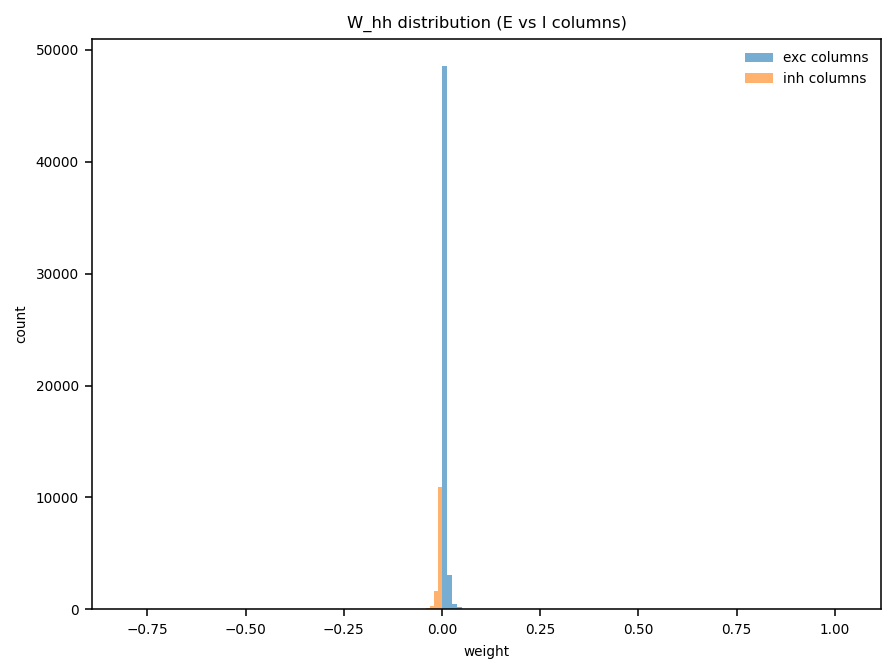 W_hh distribution (E vs I columns)
exc columns
inh columns
count
50000
40000
30000
20000
10000
0
−0.75 −0.50 −0.25 0.00 0.25 0.50 0.75 1.00
weight